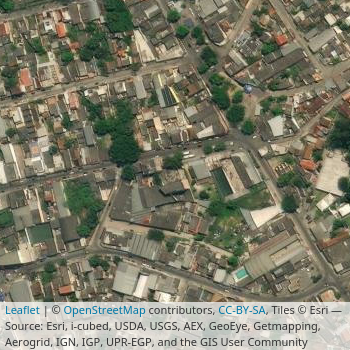 Leaflet | © OpenStreetMap contributors, CC-BY-SA, Tiles © Esri —
Source: Esri, i-cubed, USDA, USGS, AEX, GeoEye, Getmapping,
Aerogrid, IGN, IGP, UPR-EGP, and the GIS User Community